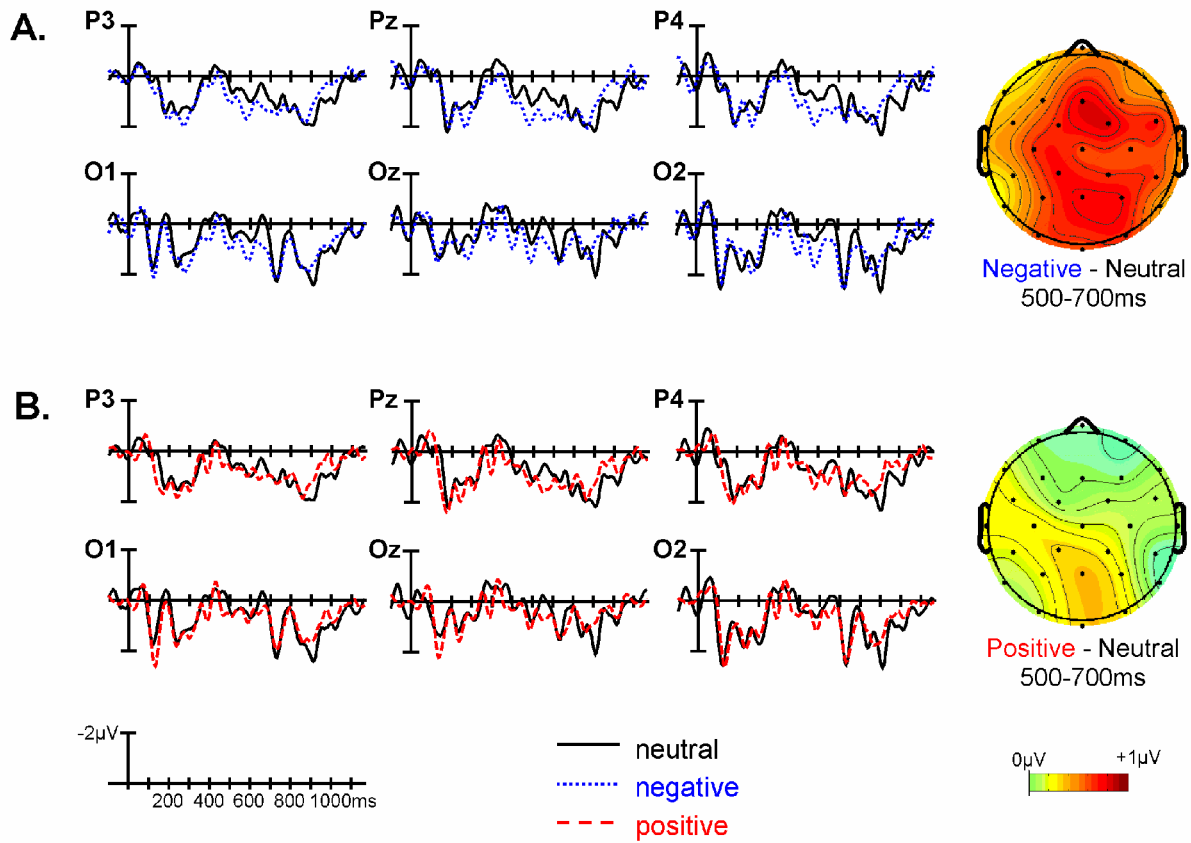 A.
P3 Pz P4
O1 Oz O2
Negative - Neutral
500-700ms
B.
P3 Pz P4
O1 Oz O2
Positive - Neutral
500-700ms
-2µV
200 400 600 800 1000ms
neutral
negative
positive
0µV +1µV